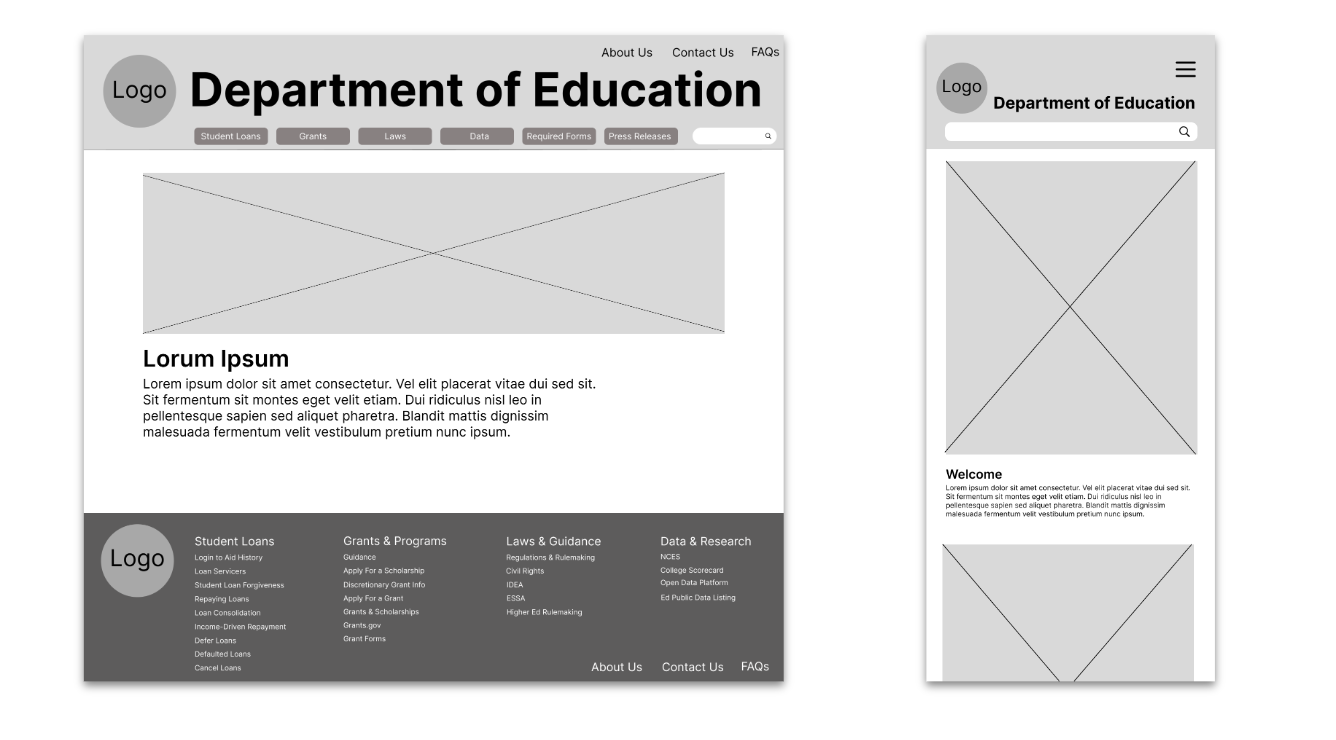 About Us Contact Us FAQs
Logo
Department of Education
Student Loans Grants Laws Data Required Forms Press Releases
Lorum Ipsum
Lorem ipsum dolor sit amet consectetur. Vel elit placerat vitae dui sed sit.
Sit fermentum sit montes eget velit etiam. Dui ridiculus nisl leo in
pellentesque sapien sed aliquet pharetra. Blandit mattis dignissim
malesuada fermentum velit vestibulum pretium nunc ipsum.
Logo
Student Loans
Login to Aid History
Loan Servicers
Student Loan Forgiveness
Repaying Loans
Loan Consolidation
Income-Driven Repayment
Defer Loans
Defaulted Loans
Cancel Loans
Grants & Programs
Guidance
Apply For a Scholarship
Discretionary Grant Info
Apply For a Grant
Grants & Scholarships
Grants.gov
Grant Forms
Laws & Guidance
Regulations & Rulemaking
Civil Rights
IDEA
ESSA
Higher Ed Rulemaking
Data & Research
NCES
College Scorecard
Open Data Platform
Ed Public Data Listing
About Us Contact Us FAQs
Logo
Department of Education
Welcome
Lorem ipsum dolor sit amet consectetur. Vel elit placerat vitae dui sed sit.
Sit fermentum sit montes eget velit etiam. Dui ridiculus nisl leo in
pellentesque sapien sed aliquet pharetra. Blandit mattis dignissim
malesuada fermentum velit vestibulum pretium nunc ipsum.